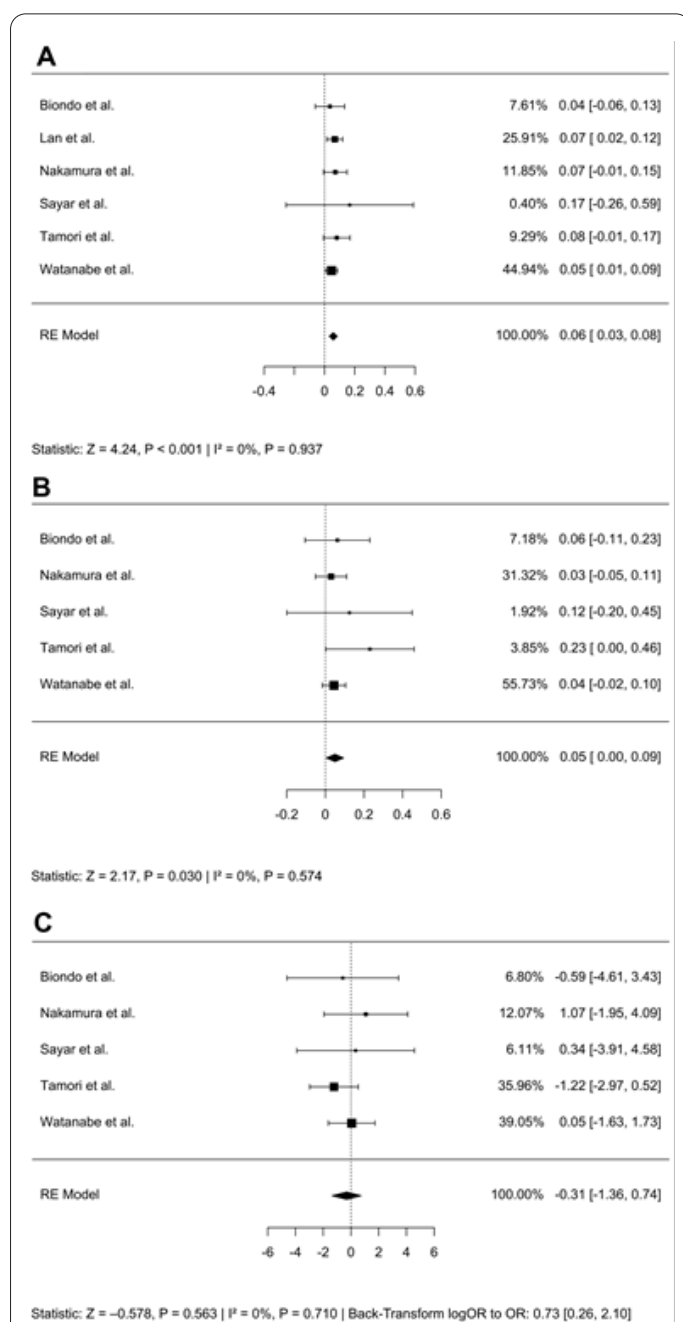 A
Biondo et al. 7.61% 0.04 [-0.06, 0.13]
Lan et al. 25.91% 0.07 [ 0.02, 0.12]
Nakamura et al. 11.85% 0.07 [-0.01, 0.15]
Sayar et al. 0.40% 0.17 [-0.26, 0.59]
Tamori et al. 9.29% 0.08 [-0.01, 0.17]
Watanabe et al. 44.94% 0.05 [ 0.01, 0.09]
RE Model 100.00% 0.06 [ 0.03, 0.08]
-0.4 0 0.2 0.4 0.6
Statistic: Z = 4.24, P < 0.001 | I² = 0%, P = 0.937
B
Biondo et al. 7.18% 0.06 [-0.11, 0.23]
Nakamura et al. 31.32% 0.03 [-0.05, 0.11]
Sayar et al. 1.92% 0.12 [-0.20, 0.45]
Tamori et al. 3.85% 0.23 [ 0.00, 0.46]
Watanabe et al. 55.73% 0.04 [-0.02, 0.10]
RE Model 100.00% 0.05 [ 0.00, 0.09]
-0.2 0 0.2 0.4 0.6
Statistic: Z = 2.17, P = 0.030 | I² = 0%, P = 0.574
C
Biondo et al. 6.80% -0.59 [-4.61, 3.43]
Nakamura et al. 12.07% 1.07 [-1.95, 4.09]
Sayar et al. 6.11% 0.34 [-3.91, 4.58]
Tamori et al. 35.96% -1.22 [-2.97, 0.52]
Watanabe et al. 39.05% 0.05 [-1.63, 1.73]
RE Model 100.00% -0.31 [-1.36, 0.74]
-6 -4 -2 0 2 4 6
Statistic: Z = –0.578, P = 0.563 | I² = 0%, P = 0.710 | Back-Transform logOR to OR: 0.73 [0.26, 2.10]